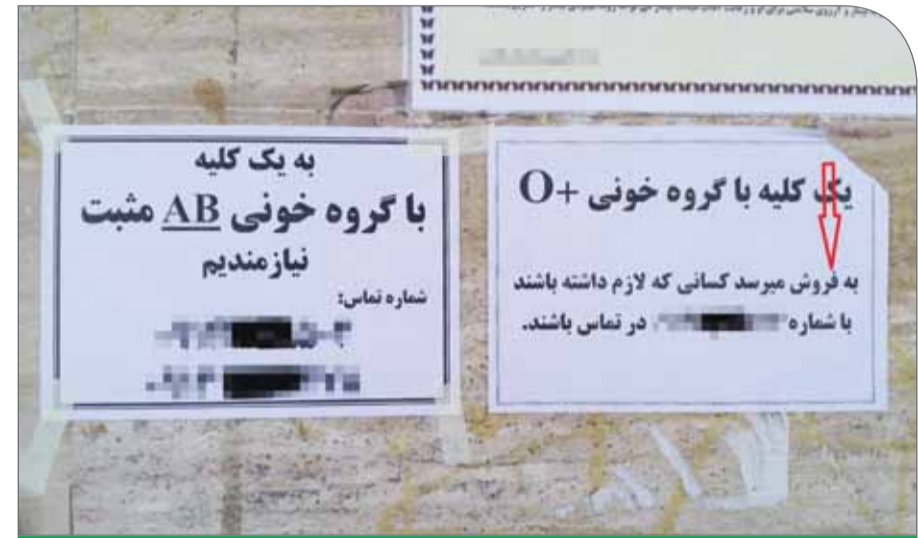 به یک کلیه
با گروه خونی AB مثبت
نیازمندیم
شماره تماس:
یک کلیه با گروه خونی O+
به فروش میرسد کسانی که لازم داشته باشند
با شماره در تماس باشند.